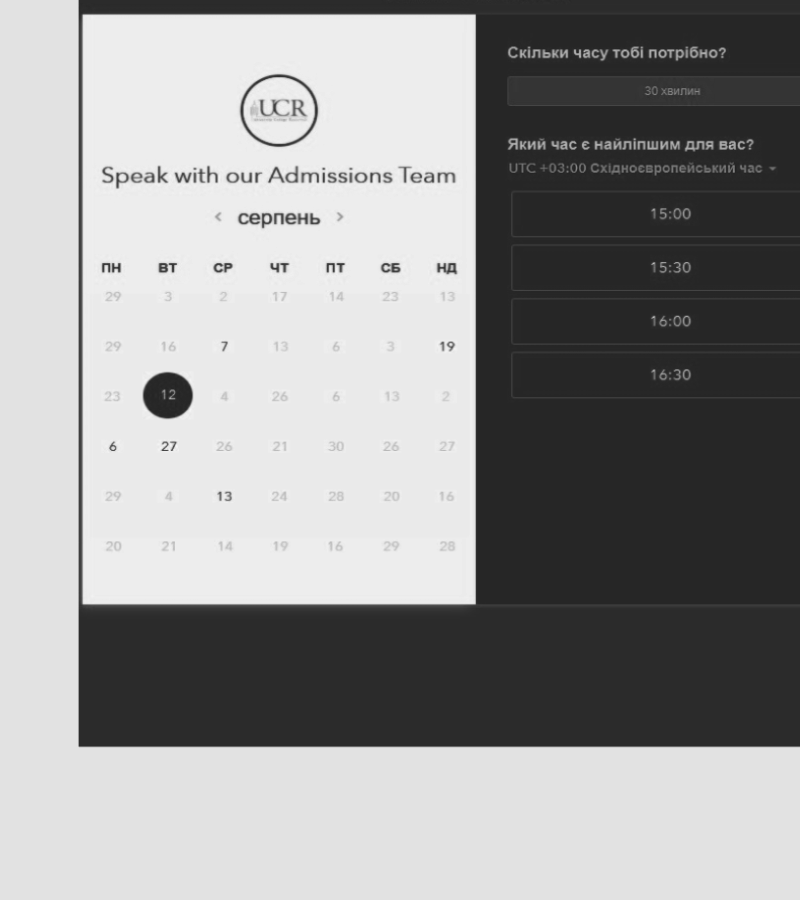 UCR
Speak with our Admissions Team
серпень
ПН ВТ СР ЧТ ПТ СБ НД
29 3 2 17 14 23 13
29 16 7 13 6 3 19
23 12 4 26 6 13 2
6 27 26 21 30 26 27
29 4 13 24 28 20 16
20 21 14 19 16 29 28
Скільки часу тобі потрібно?
30 хвилин
Який час є найліпшим для вас?
UTC +03:00 Східноєвропейський час
15:00
15:30
16:00
16:30